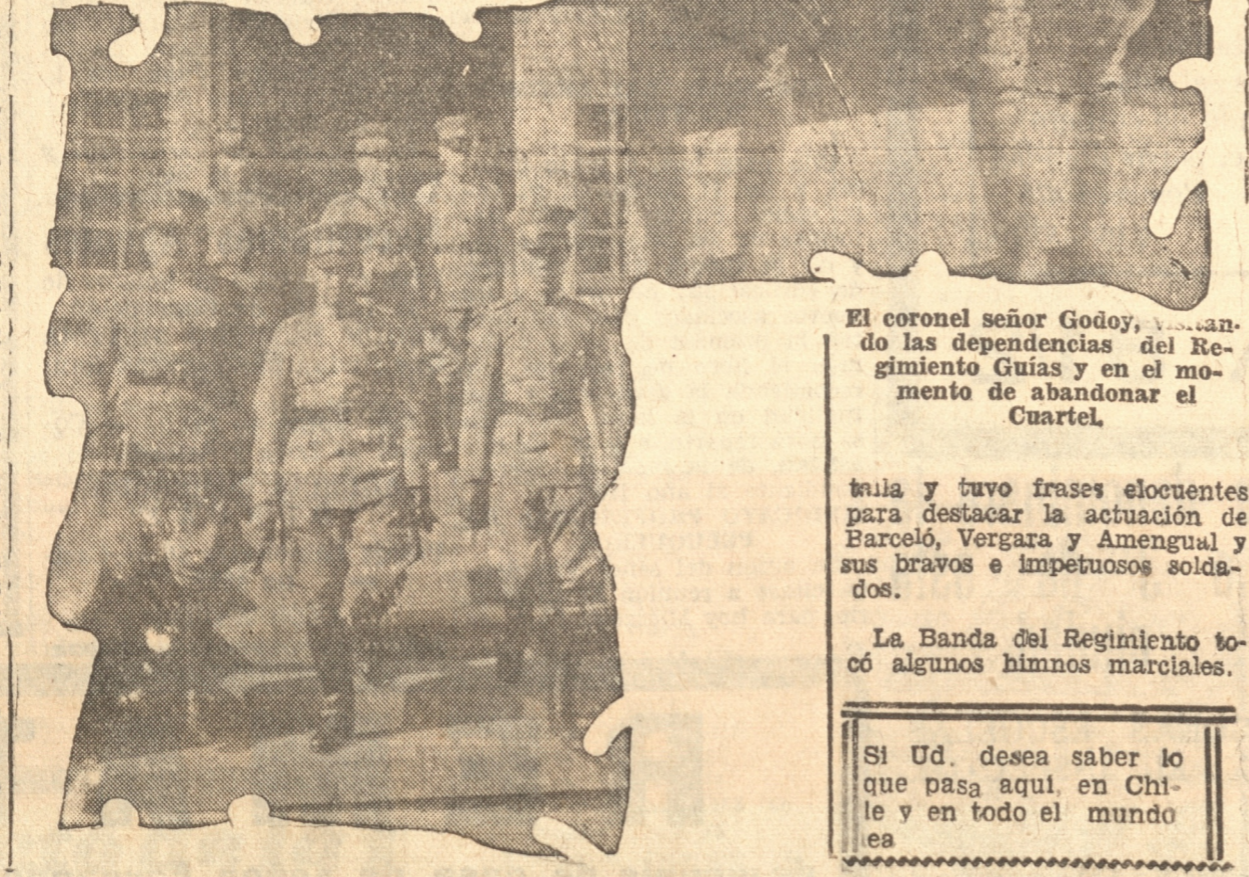 El coronel señor Godoy, visitan-
do las dependencias del Re-
gimiento Guías y en el mo-
mento de abandonar el
Cuartel.
talla y tuvo frases elocuentes
para destacar la actuación de
Barceló, Vergara y Amengual y
sus bravos e impetuosos solda-
dos.
La Banda del Regimiento to-
có algunos himnos marciales.
Si Ud. desea saber lo
que pasa aquí, en Chi-
le y en todo el mundo
ea